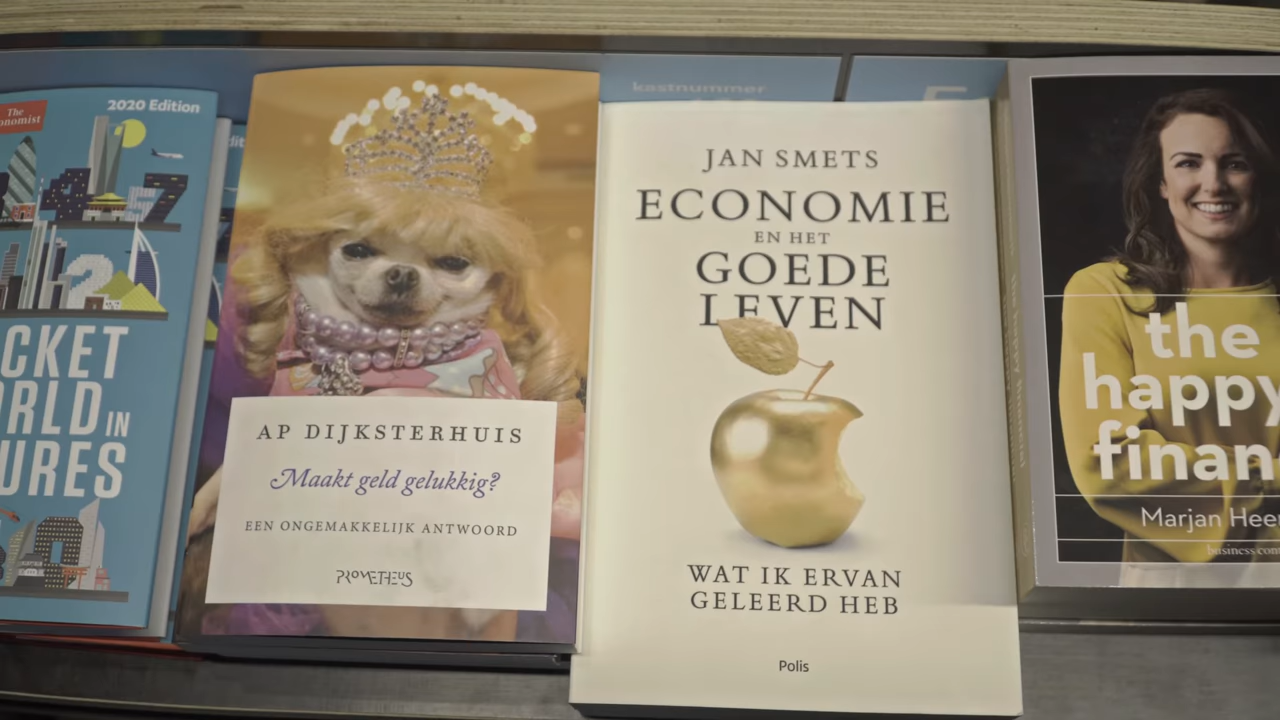 The
onomist
2020 Edition
CKET
ORLD IN
URES
AP DIJKSTERHUIS
Maakt geld gelukkig?
EEN ONGEMAKKELIJK ANTWOORD
PROMETHEUS
kastnummer
JAN SMETS
ECONOMIE
EN HET
GOEDE
LEVEN
WAT IK ERVAN
GELEERD HEB
Polis
the
happy
finan
Marjan Hee
business con